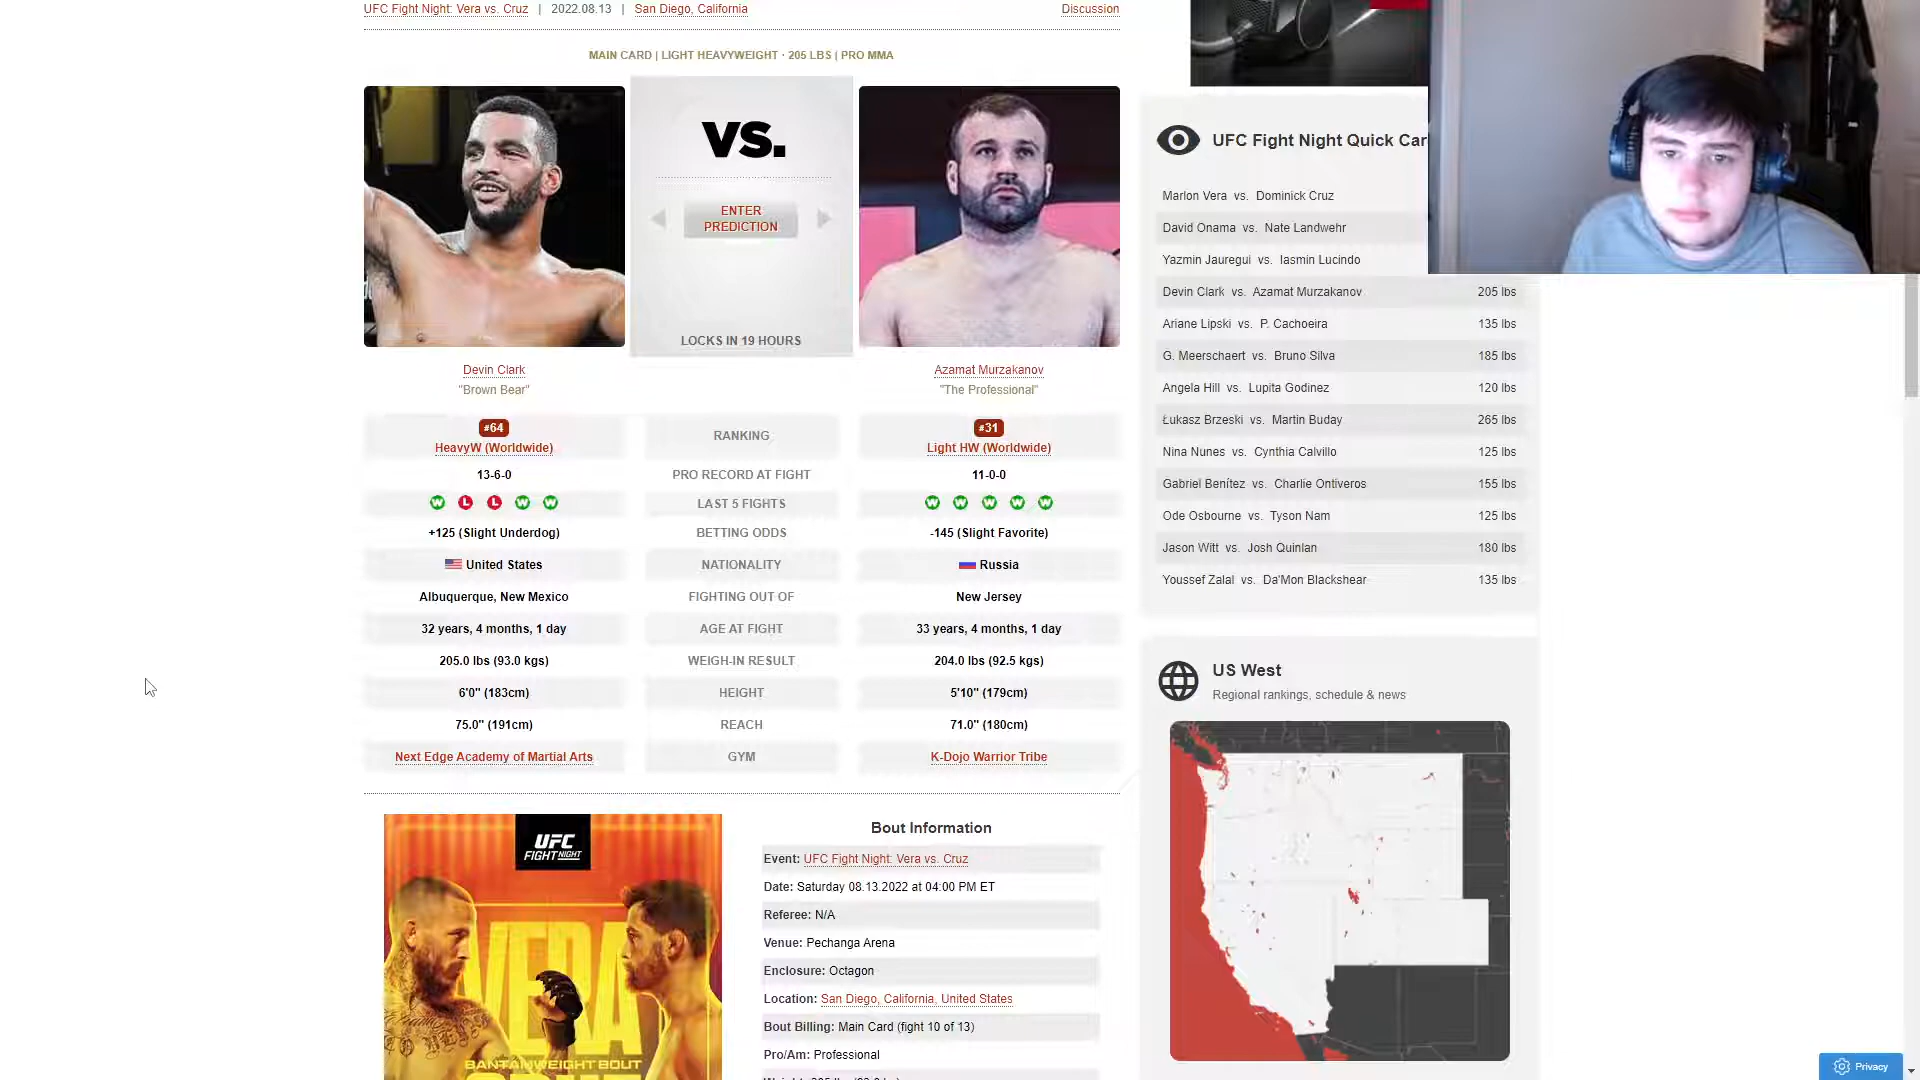 UFC Fight Night: Vera vs. Cruz | 2022.08.13 | San Diego, California
Discussion
MAIN CARD | LIGHT HEAVYWEIGHT · 205 LBS | PRO MMA
VS.
ENTER
PREDICTION
LOCKS IN 19 HOURS
Devin Clark
"Brown Bear"
Azamat Murzakanov
"The Professional"
#64
HeavyW (Worldwide)
RANKING
#31
Light HW (Worldwide)
13-6-0 PRO RECORD AT FIGHT 11-0-0
W L L W W LAST 5 FIGHTS W W W W W
+125 (Slight Underdog) BETTING ODDS -145 (Slight Favorite)
United States NATIONALITY Russia
Albuquerque, New Mexico FIGHTING OUT OF New Jersey
32 years, 4 months, 1 day AGE AT FIGHT 33 years, 4 months, 1 day
205.0 lbs (93.0 kgs) WEIGH-IN RESULT 204.0 lbs (92.5 kgs)
6'0" (183cm) HEIGHT 5'10" (179cm)
75.0" (191cm) REACH 71.0" (180cm)
Next Edge Academy of Martial Arts GYM K-Dojo Warrior Tribe
UFC
FIGHT NIGHT
VERA
BANTAMWEIGHT BOUT
Bout Information
Event: UFC Fight Night: Vera vs. Cruz
Date: Saturday 08.13.2022 at 04:00 PM ET
Referee: N/A
Venue: Pechanga Arena
Enclosure: Octagon
Location: San Diego, California, United States
Bout Billing: Main Card (fight 10 of 13)
Pro/Am: Professional
UFC Fight Night Quick Car
Marlon Vera vs. Dominick Cruz
David Onama vs. Nate Landwehr
Yazmin Jauregui vs. Iasmin Lucindo
Devin Clark vs. Azamat Murzakanov 205 lbs
Ariane Lipski vs. P. Cachoeira 135 lbs
G. Meerschaert vs. Bruno Silva 185 lbs
Angela Hill vs. Lupita Godinez 120 lbs
Łukasz Brzeski vs. Martin Buday 265 lbs
Nina Nunes vs. Cynthia Calvillo 125 lbs
Gabriel Benítez vs. Charlie Ontiveros 155 lbs
Ode Osbourne vs. Tyson Nam 125 lbs
Jason Witt vs. Josh Quinlan 180 lbs
Youssef Zalal vs. Da'Mon Blackshear 135 lbs
US West
Regional rankings, schedule & news
Privacy